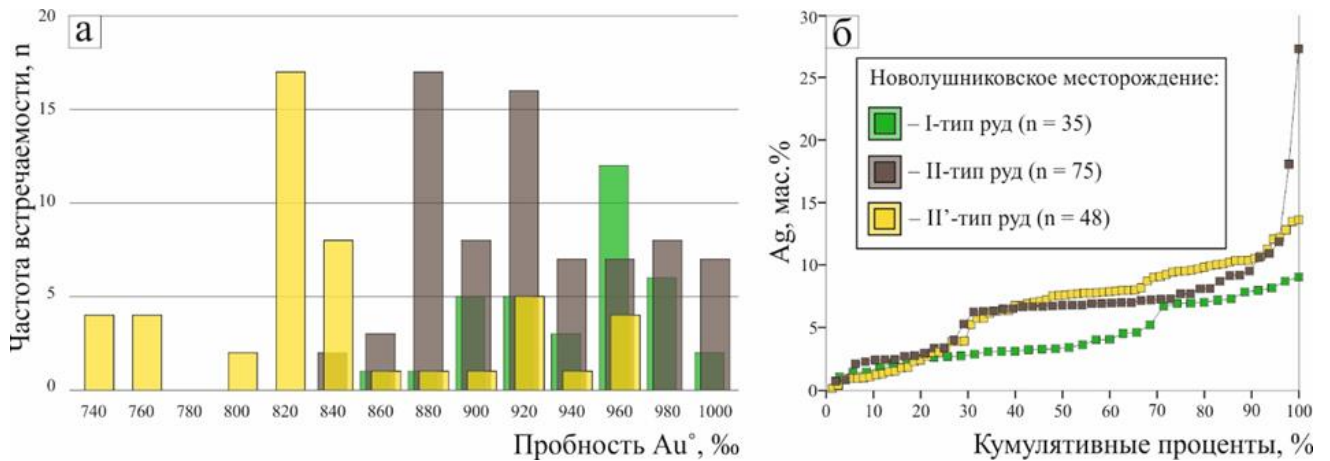 а
Частота встречаемости, n
20
15
10
5
0
740 760 780 800 820 840 860 880 900 920 940 960 980 1000
Пробность Au°, ‰
б
Ag, мас.%
30
25
20
15
10
5
0
Новолушниковское месторождение:
– I-тип руд (n = 35)
– II-тип руд (n = 75)
– II’-тип руд (n = 48)
0 10 20 30 40 50 60 70 80 90 100
Кумулятивные проценты, %